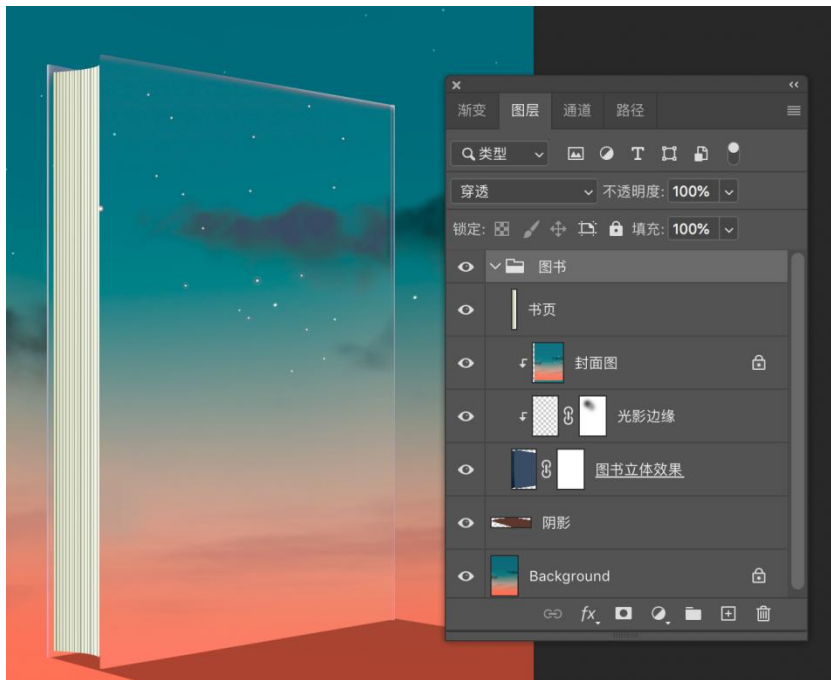 渐变 图层 通道 路径
类型
穿透 不透明度: 100%
锁定: 填充: 100%
图书
书页
封面图
光影边缘
图书立体效果
阴影
Background
fx